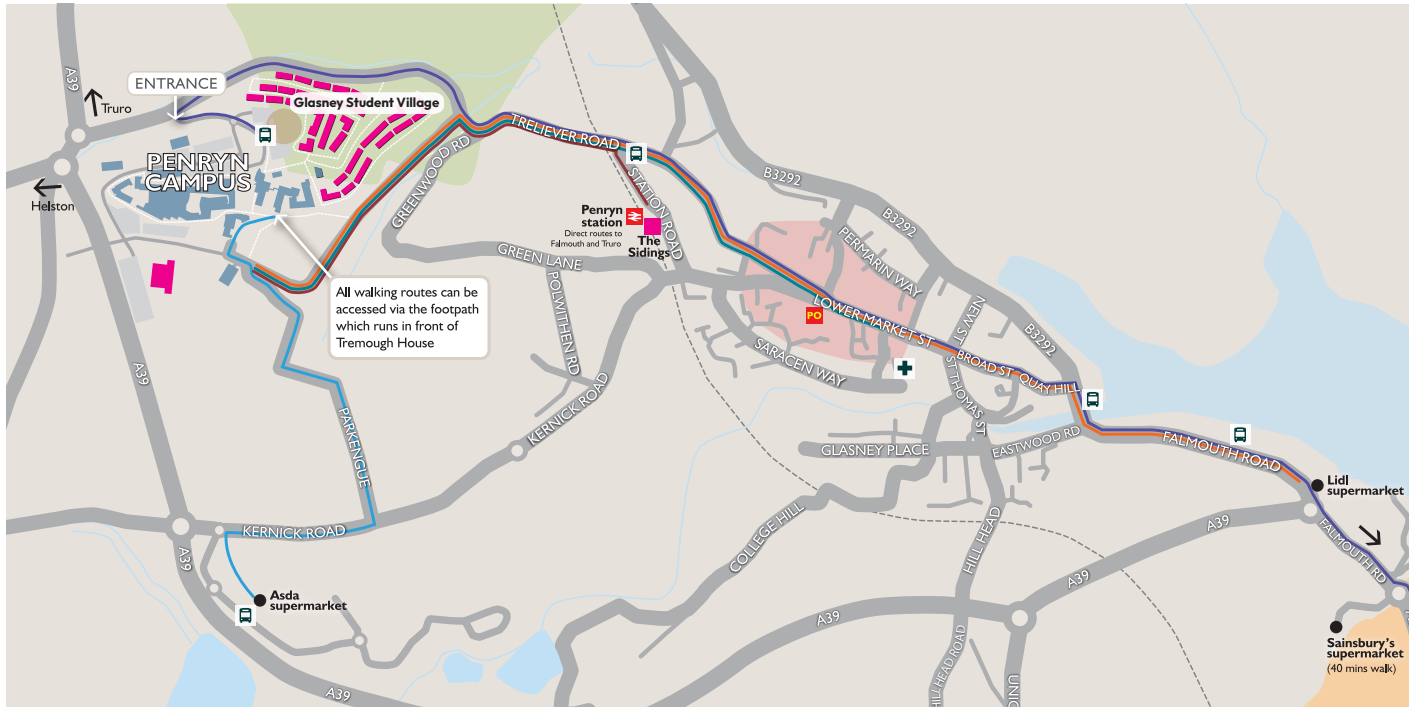 A39
Truro
ENTRANCE
Glasney Student Village
PENRYN
CAMPUS
Helston
GREENWOOD RD
TRELIEVER ROAD
STATION ROAD
B3292
Penryn
station
Direct routes to
Falmouth and Truro
The
Sidings
PERMARIN WAY
B3292
GREEN LANE
POLWITHEN RD
All walking routes can be
accessed via the footpath
which runs in front of
Tremough House
LOWER MARKET ST
PO
NEW ST
B3292
SARACEN WAY
BROAD ST
QUAY HILL
ST THOMAS ST
A39
PARKENGUE
KERNICK ROAD
GLASNEY PLACE
EASTWOOD RD
FALMOUTH ROAD
Lidl
supermarket
KERNICK ROAD
A39
COLLEGE HILL
HILL HEAD
A39
FALMOUTH RD
A39
Asda
supermarket
A39
HILLHEAD ROAD
UNIO
Sainsbury's
supermarket
(40 mins walk)
A39